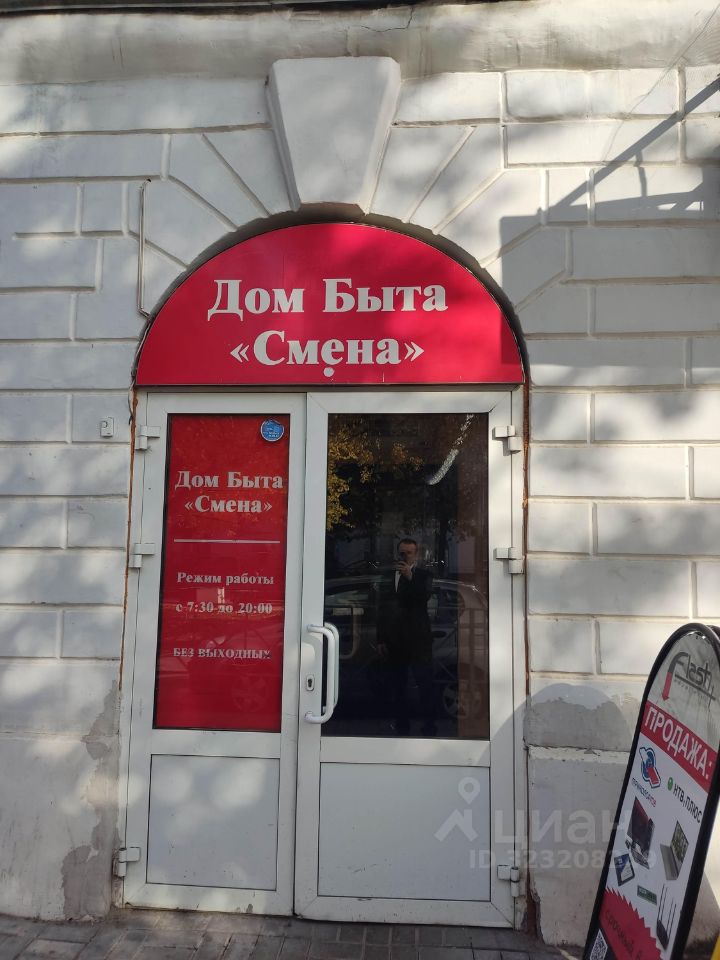 Дом Быта
«Смена»
Дом Быта
«Смена»
Режим работы
с 7:30 до 20:00
БЕЗ ВЫХОДНЫХ
Flash
ПРОДАЖА:
НТВ.ПЛЮС
циан